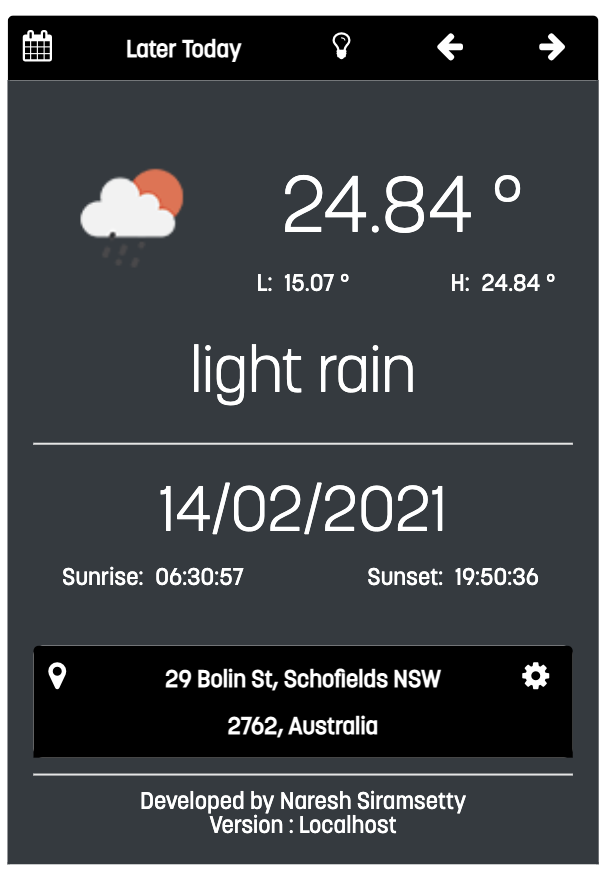 Later Today
24.84 °
L: 15.07 ° H: 24.84 °
light rain
14/02/2021
Sunrise: 06:30:57 Sunset: 19:50:36
29 Bolin St, Schofields NSW
2762, Australia
Developed by Naresh Siramsetty
Version : Localhost